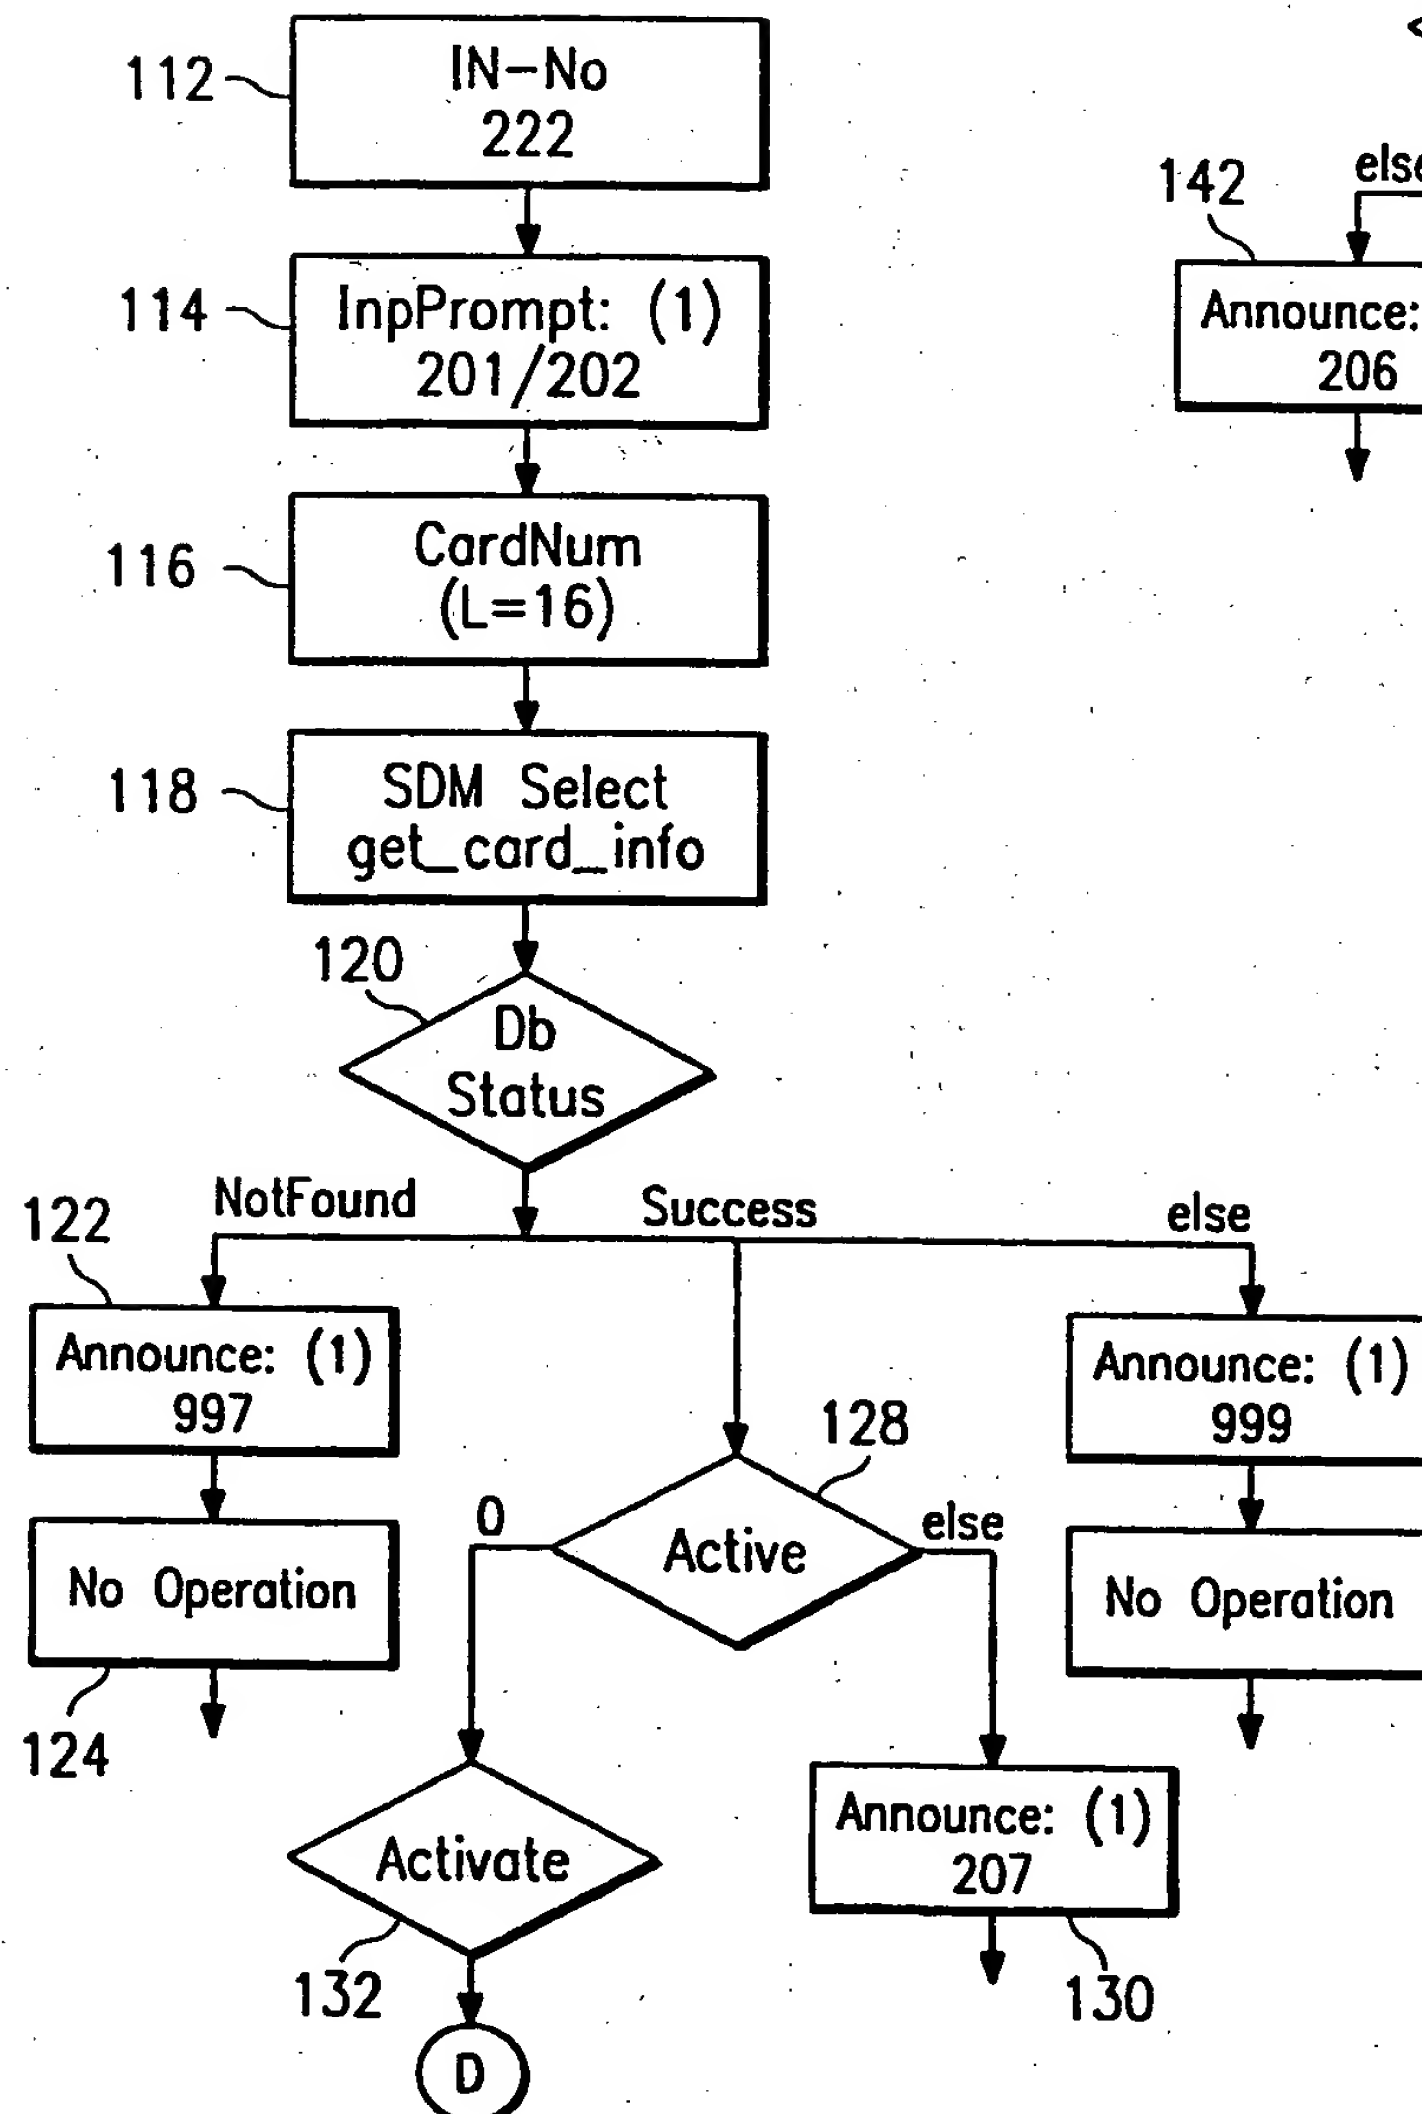 112
IN-No
222
114
InpPrompt: (1)
201/202
116
CardNum
(L=16)
118
SDM Select
get_card_info
120
Db
Status
NotFound
Success
else
122
Announce: (1)
997
No Operation
124
128
Active
0
else
Announce: (1)
999
No Operation
Activate
132
D
Announce: (1)
207
130
142
else
Announce:
206